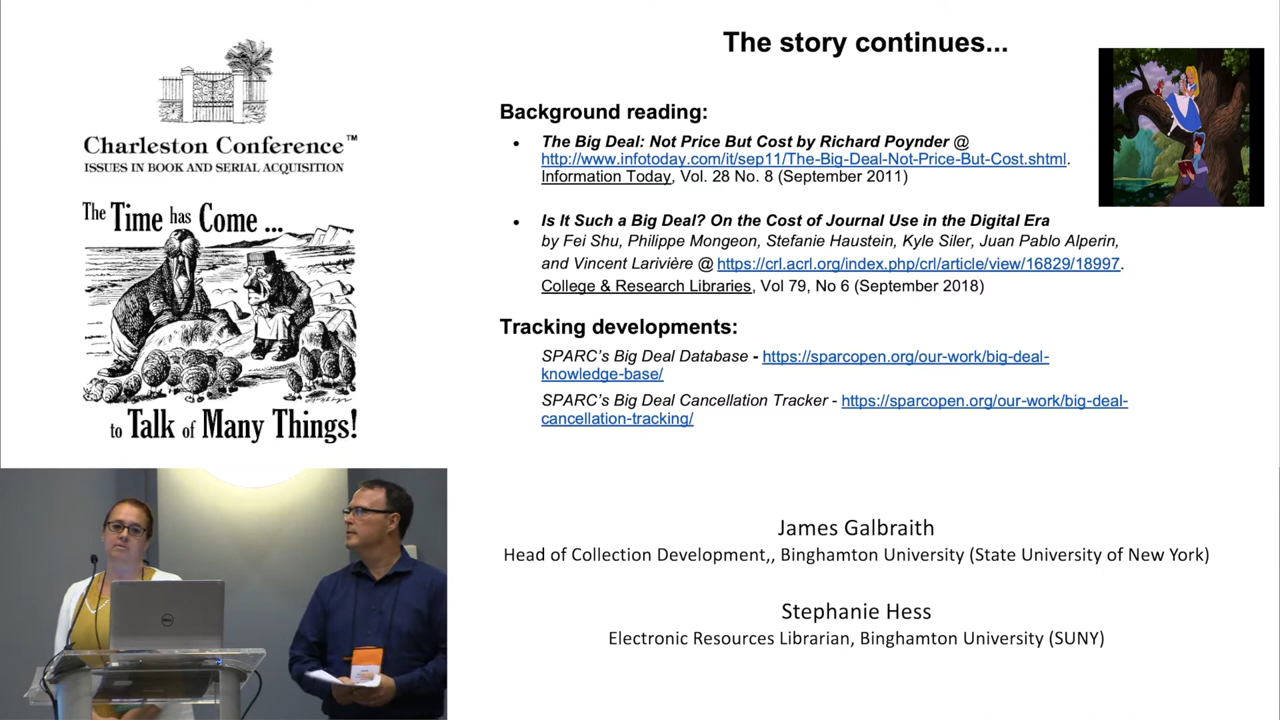 Charleston Conference™
ISSUES IN BOOK AND SERIAL ACQUISITION
The Time has Come ...
to Talk of Many Things!
The story continues...
Background reading:
• The Big Deal: Not Price But Cost by Richard Poynder @
http://www.infotoday.com/it/sep11/The-Big-Deal-Not-Price-But-Cost.shtml.
Information Today, Vol. 28 No. 8 (September 2011)
• Is It Such a Big Deal? On the Cost of Journal Use in the Digital Era
by Fei Shu, Philippe Mongeon, Stefanie Haustein, Kyle Siler, Juan Pablo Alperin,
and Vincent Larivière @ https://crl.acrl.org/index.php/crl/article/view/16829/18997.
College & Research Libraries, Vol 79, No 6 (September 2018)
Tracking developments:
SPARC's Big Deal Database - https://sparcopen.org/our-work/big-deal-
knowledge-base/
SPARC's Big Deal Cancellation Tracker - https://sparcopen.org/our-work/big-deal-
cancellation-tracking/
James Galbraith
Head of Collection Development,, Binghamton University (State University of New York)
Stephanie Hess
Electronic Resources Librarian, Binghamton University (SUNY)
DELL